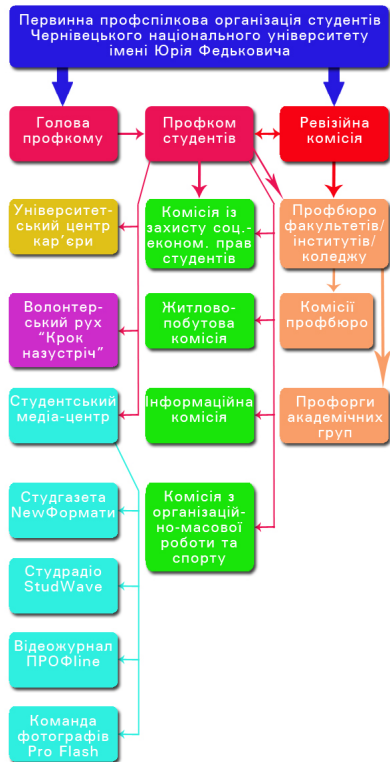 Первинна профспілкова організація студентів
Чернівецького національного університету
імені Юрія Федьковича
Голова
профкому
Профком
студентів
Ревізійна
комісія
Університет-
ський центр
кар’єри
Комісія із
захисту соц.-
економ. прав
студентів
Профбюро
факультетів/
інститутів/
коледжу
Волонтер-
ський рух
“Крок
назустріч”
Житлово-
побутова
комісія
Комісії
профбюро
Студентський
медіа-центр
Інформаційна
комісія
Профорги
академічних
груп
Студгазета
NewФормати
Комісія з
організацій-
но-масової
роботи та
спорту
Студрадіо
StudWave
Відеожурнал
ПРОФline
Команда
фотографів
Pro Flash